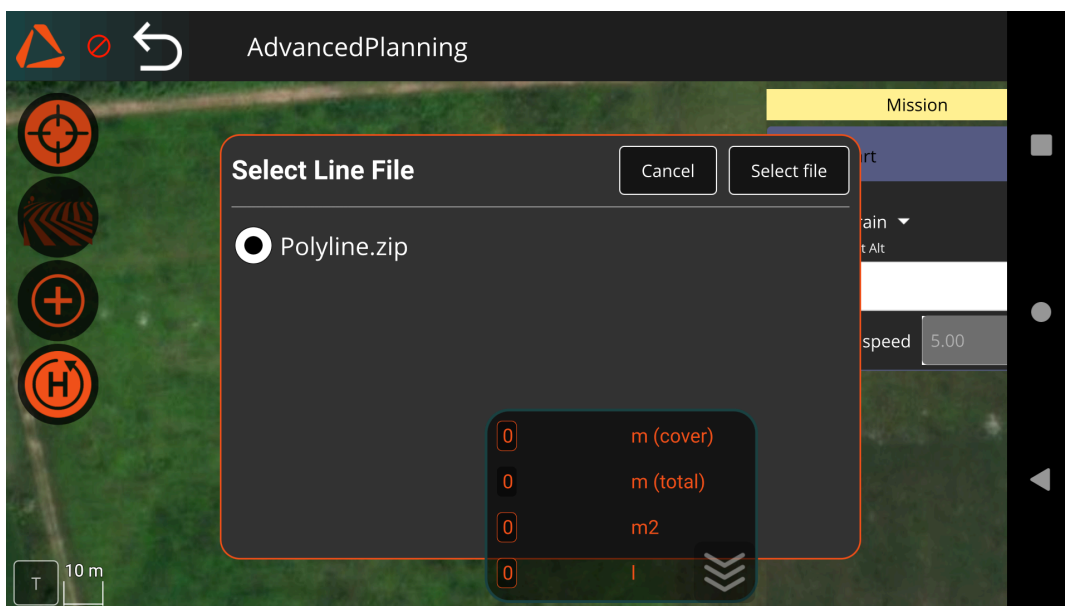 AdvancedPlanning
Mission
Select Line File
Cancel
Select file
rt
Polyline.zip
ain
t Alt
speed 5.00
H
0 m (cover)
0 m (total)
0 m2
0 l
T 10 m